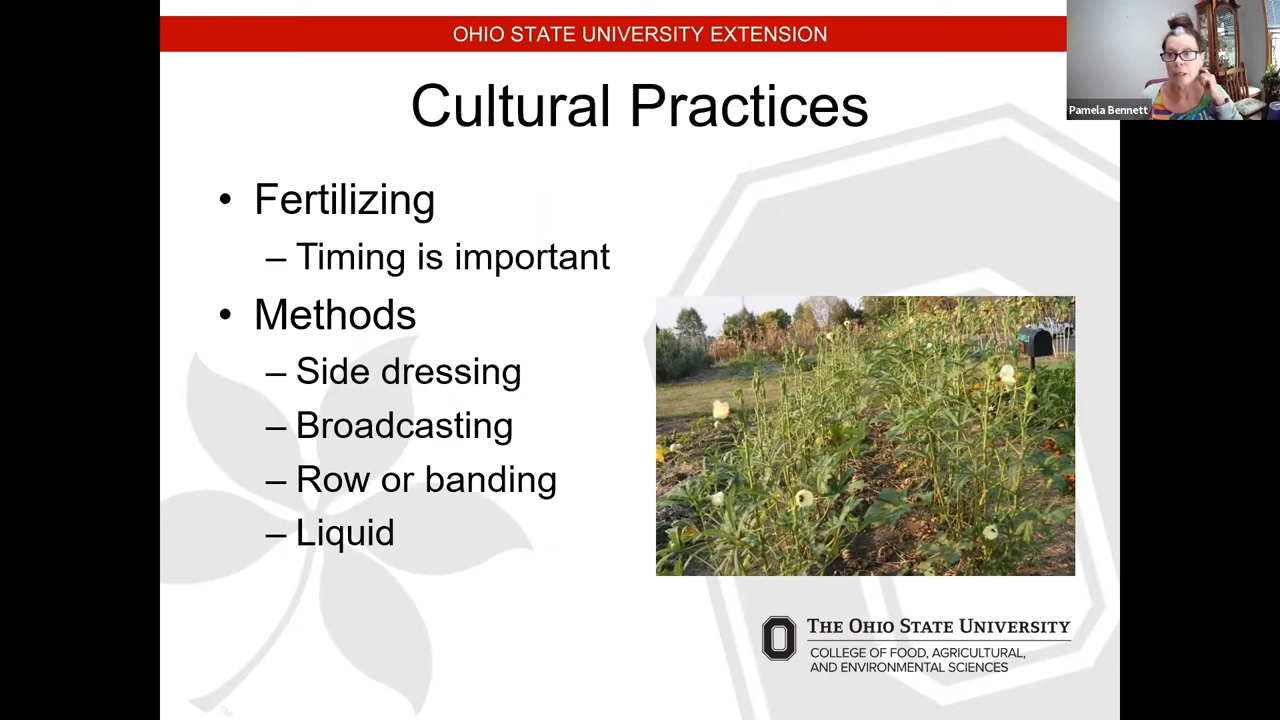 OHIO STATE UNIVERSITY EXTENSION
Pamela Bennett
Cultural Practices
• Fertilizing
– Timing is important
• Methods
– Side dressing
– Broadcasting
– Row or banding
– Liquid
THE OHIO STATE UNIVERSITY
COLLEGE OF FOOD, AGRICULTURAL,
AND ENVIRONMENTAL SCIENCES
TM